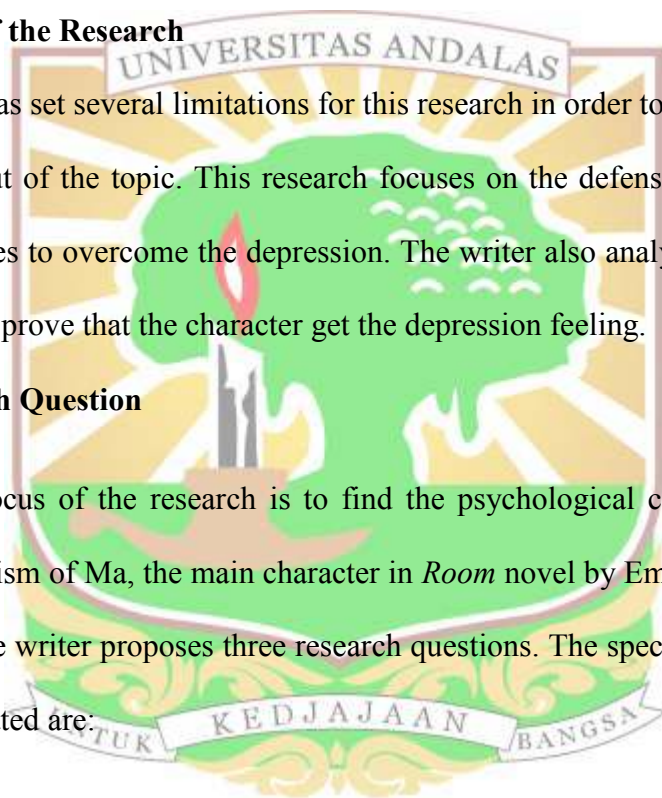 f the Research
UNIVERSITAS ANDALAS
as set several limitations for this research in order to
t of the topic. This research focuses on the defens
es to overcome the depression. The writer also analy
prove that the character get the depression feeling.
h Question
ocus of the research is to find the psychological c
ism of Ma, the main character in Room novel by Em
e writer proposes three research questions. The spec
ted are:
UNTUK KEDJAJAAN BANGSA